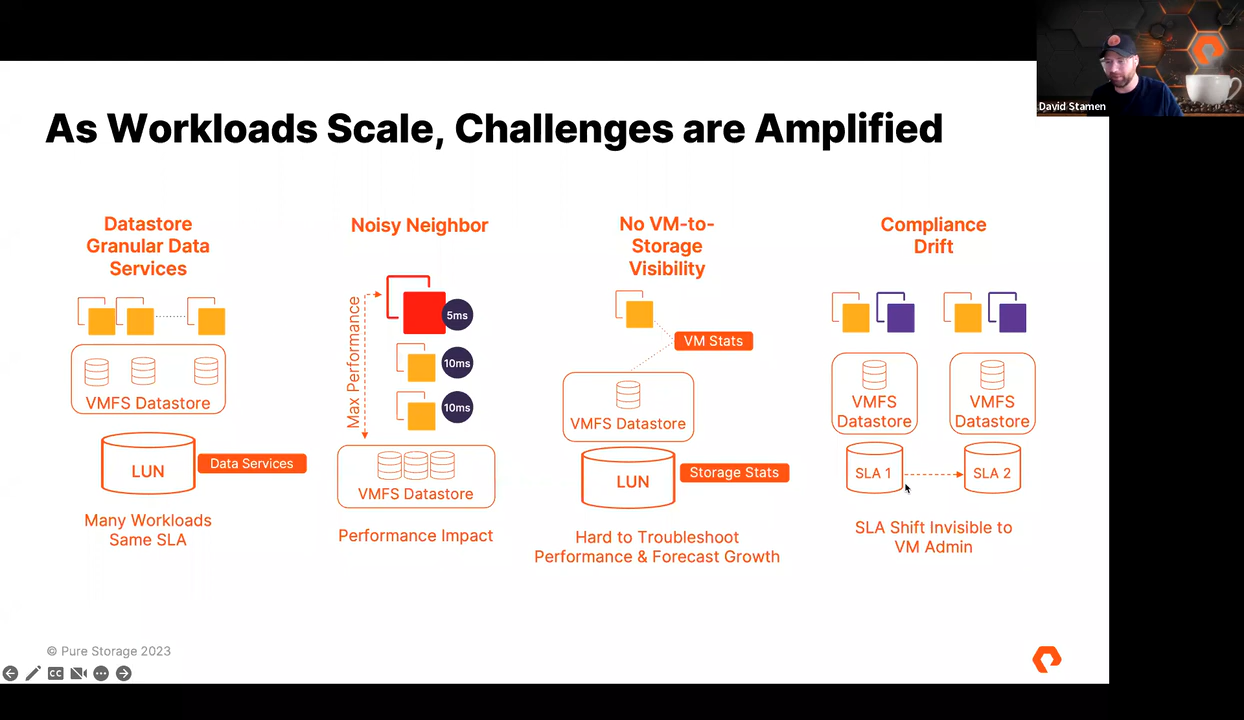 David Stamen
As Workloads Scale, Challenges are Amplified
Datastore
Granular Data
Services
VMFS Datastore
LUN
Data Services
Many Workloads
Same SLA
Noisy Neighbor
Max Performance
5ms
10ms
10ms
VMFS Datastore
Performance Impact
No VM-to-
Storage
Visibility
VM Stats
VMFS Datastore
LUN
Storage Stats
Hard to Troubleshoot
Performance & Forecast Growth
Compliance
Drift
VMFS
Datastore
VMFS
Datastore
SLA 1
SLA 2
SLA Shift Invisible to
VM Admin
© Pure Storage 2023
CC